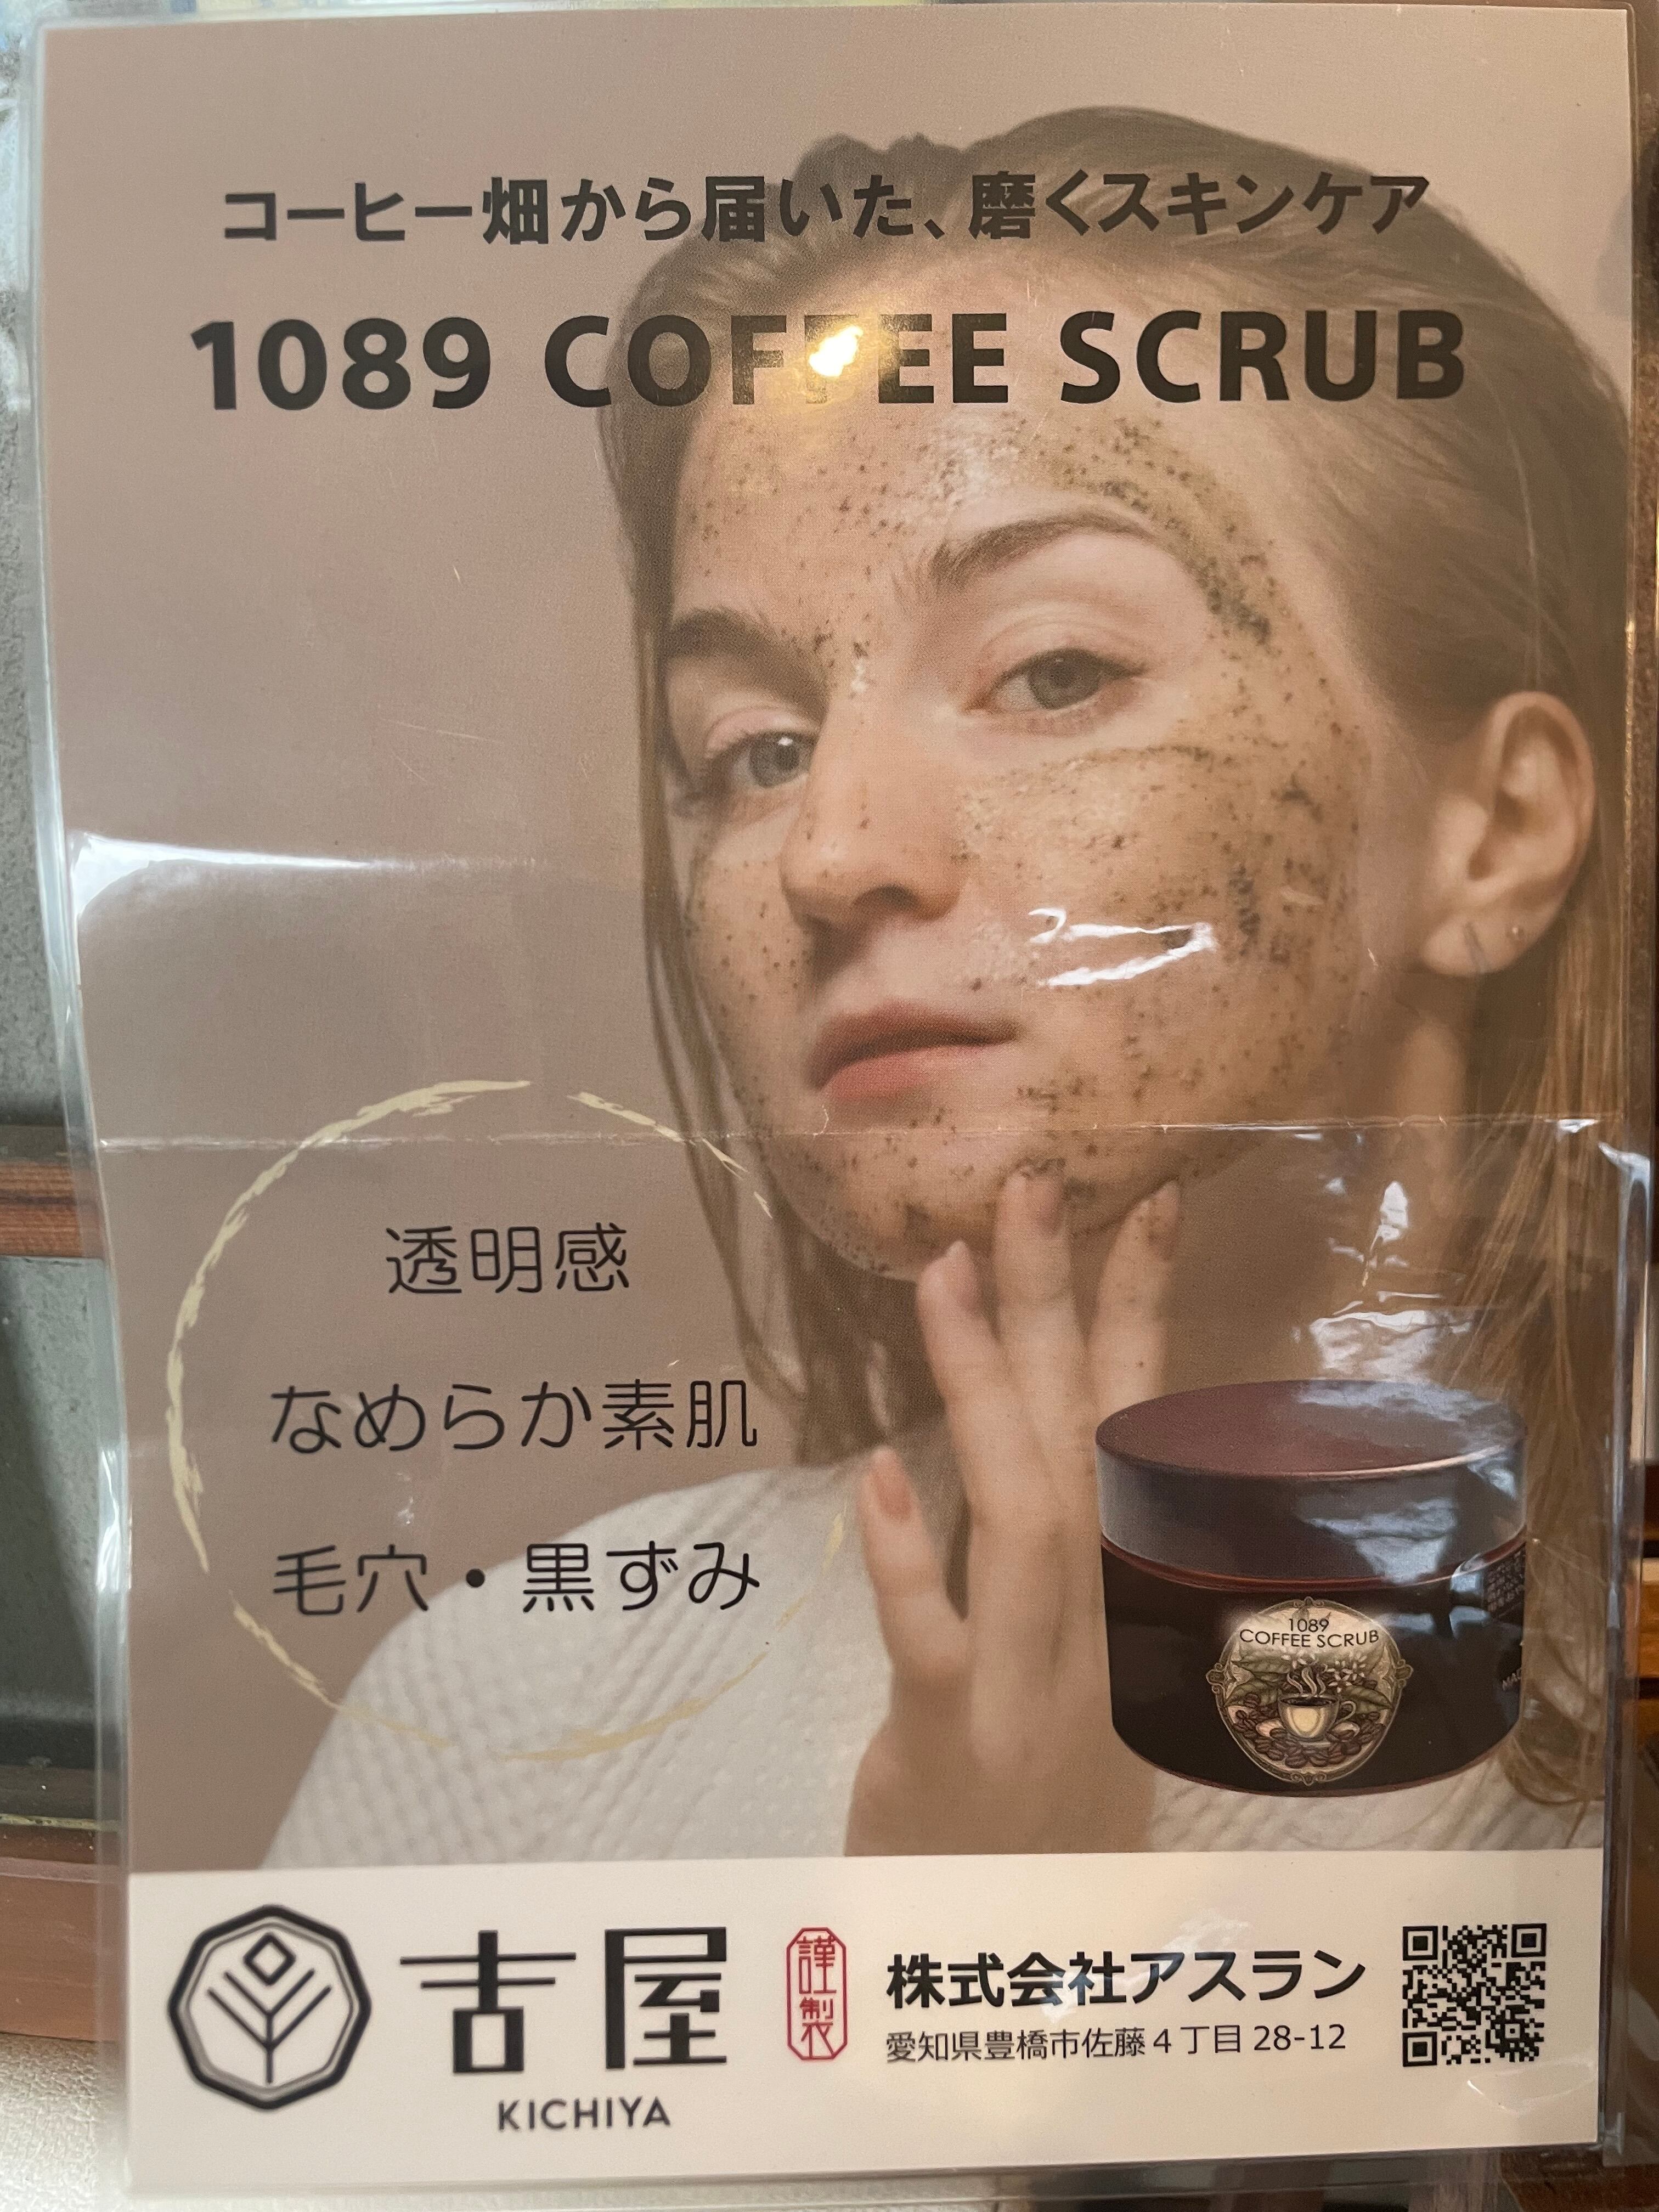 コーヒー畑から届いた、磨くスキンケア
1089 COFFEE SCRUB
透明感
なめらか素肌
毛穴・黒ずみ
1089
COFFEE SCRUB
吉屋
KICHIYA
謹製
株式会社アスラン
愛知県豊橋市佐藤4丁目28-12